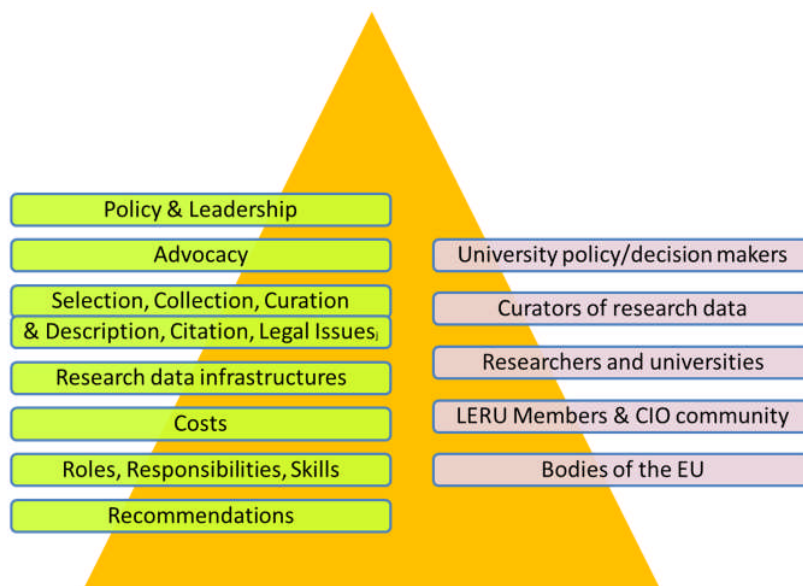 Policy & Leadership
Advocacy
Selection, Collection, Curation
& Description, Citation, Legal Issuesj
Research data infrastructures
Costs
Roles, Responsibilities, Skills
Recommendations
University policy/decision makers
Curators of research data
Researchers and universities
LERU Members & CIO community
Bodies of the EU